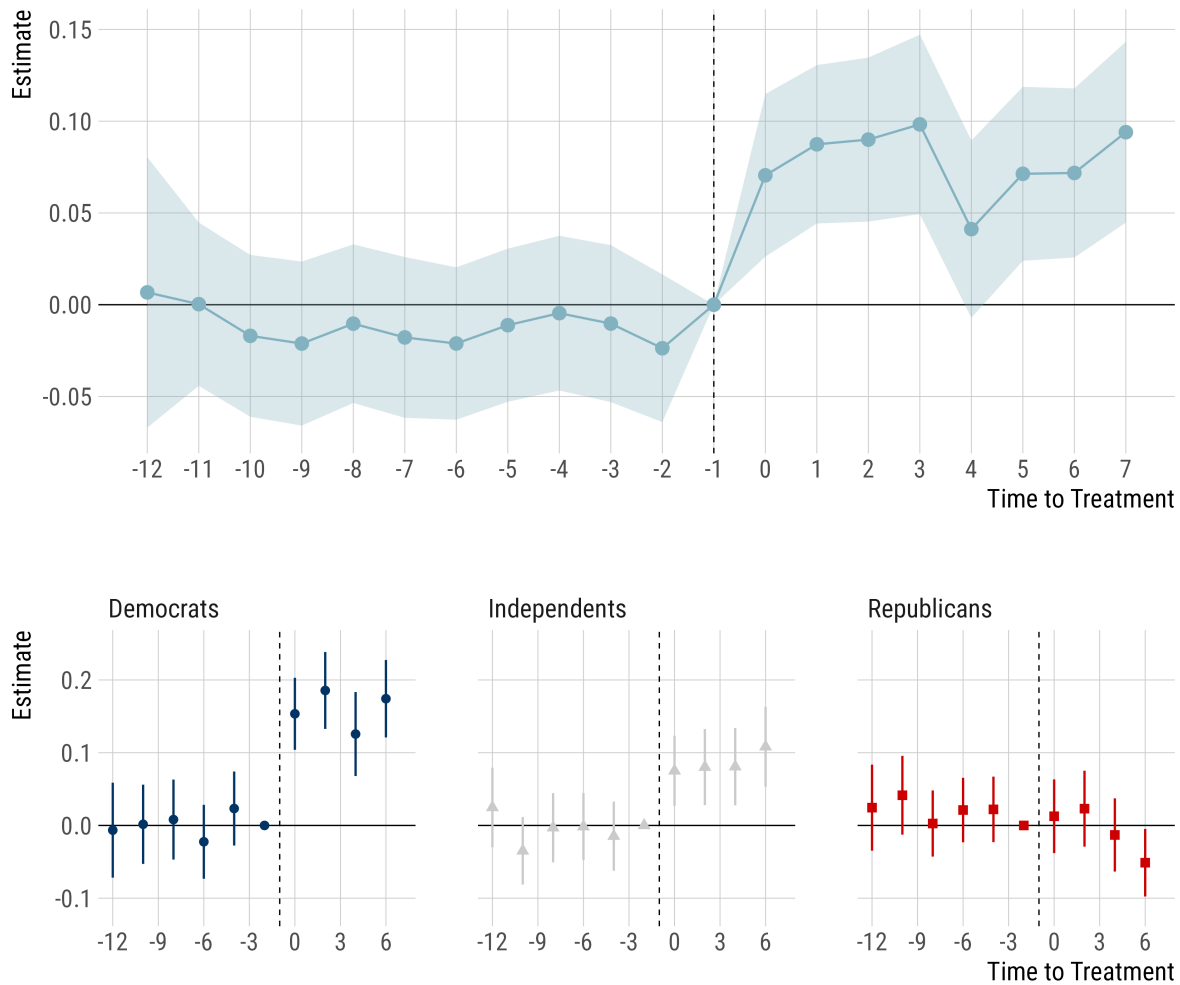 Estimate
0.15
0.10
0.05
0.00
-0.05
-12 -11 -10 -9 -8 -7 -6 -5 -4 -3 -2 -1 0 1 2 3 4 5 6 7
Time to Treatment
Democrats Independents Republicans
Estimate
0.2
0.1
0.0
-0.1
-12 -9 -6 -3 0 3 6 -12 -9 -6 -3 0 3 6 -12 -9 -6 -3 0 3 6
Time to Treatment